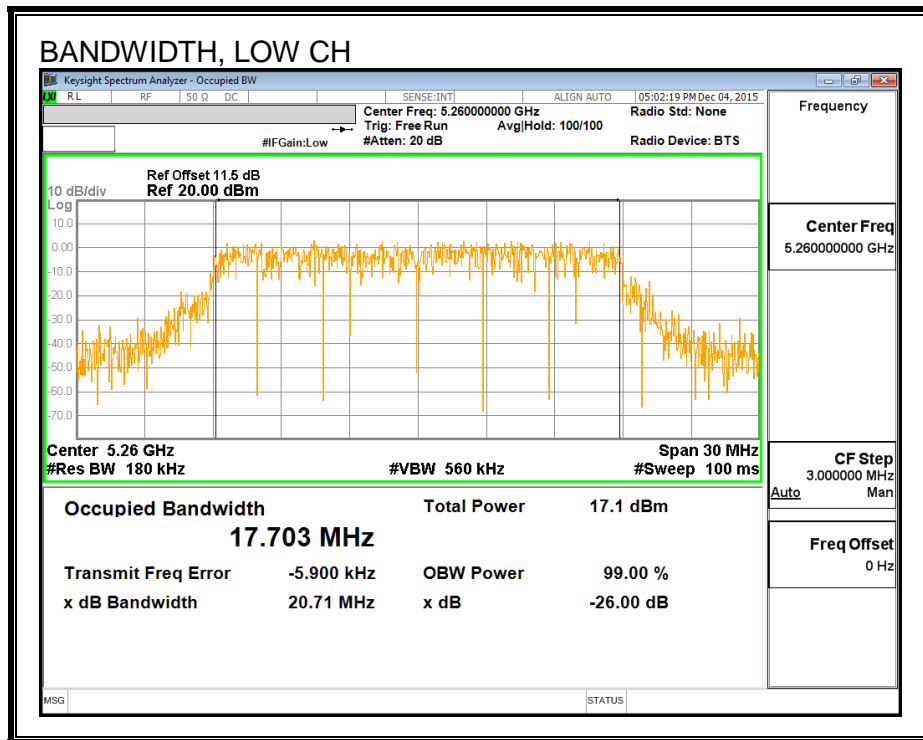 BANDWIDTH, LOW CH
Keysight Spectrum Analyzer - Occupied BW
LXI RL RF 50 Ω DC SENSE:INT ALIGN AUTO 05:02:19 PM Dec 04, 2015
Center Freq: 5.260000000 GHz Radio Std: None
Trig: Free Run Avg|Hold: 100/100
#IFGain:Low #Atten: 20 dB Radio Device: BTS
Frequency
Ref Offset 11.5 dB
10 dB/div Ref 20.00 dBm
Log
10.0
0.00
-10.0
-20.0
-30.0
-40.0
-50.0
-60.0
-70.0
Center 5.26 GHz Span 30 MHz
#Res BW 180 kHz #VBW 560 kHz #Sweep 100 ms
Center Freq
5.260000000 GHz
CF Step
3.000000 MHz
Auto Man
Freq Offset
0 Hz
Occupied Bandwidth Total Power 17.1 dBm
17.703 MHz
Transmit Freq Error -5.900 kHz OBW Power 99.00 %
x dB Bandwidth 20.71 MHz x dB -26.00 dB
MSG STATUS